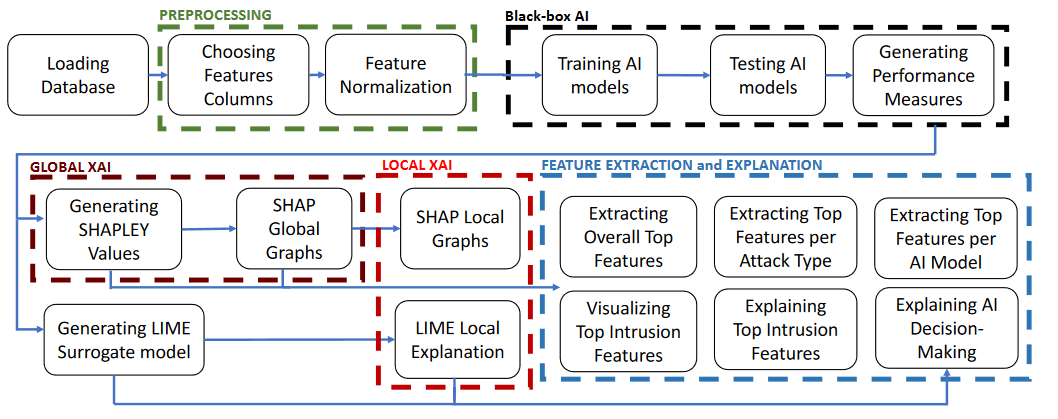 PREPROCESSING
Black-box AI
Loading
Database
Choosing
Features
Columns
Feature
Normalization
Training AI
models
Testing AI
models
Generating
Performance
Measures
GLOBAL XAI
LOCAL XAI
FEATURE EXTRACTION and EXPLANATION
Generating
SHAPLEY
Values
SHAP
Global
Graphs
SHAP Local
Graphs
Extracting
Overall Top
Features
Extracting Top
Features per
Attack Type
Extracting Top
Features per
AI Model
Generating LIME
Surrogate model
LIME Local
Explanation
Visualizing
Top Intrusion
Features
Explaining
Top Intrusion
Features
Explaining AI
Decision-
Making